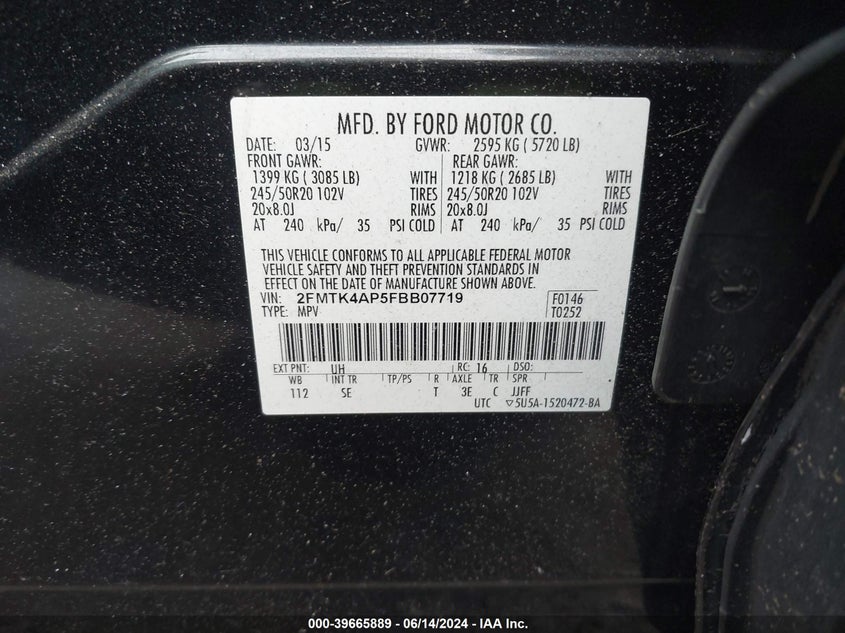 MFD. BY FORD MOTOR CO.
DATE: 03/15 GVWR: 2595 KG ( 5720 LB)
FRONT GAWR: REAR GAWR:
1399 KG ( 3085 LB) WITH 1218 KG ( 2685 LB) WITH
245/50R20 102V TIRES 245/50R20 102V TIRES
20x8.0J RIMS 20x8.0J RIMS
AT 240 kPa/ 35 PSI COLD AT 240 kPa/ 35 PSI COLD
THIS VEHICLE CONFORMS TO ALL APPLICABLE FEDERAL MOTOR
VEHICLE SAFETY AND THEFT PREVENTION STANDARDS IN
EFFECT ON THE DATE OF MANUFACTURE SHOWN ABOVE.
VIN: 2FMTK4AP5FBB07719 F0146
TYPE: MPV T0252
EXT PNT: UH RC: 16 DSO:
WB INT TR TP/PS R AXLE TR SPR
112 SE T 3E C JJFF
UTC ▽5U5A-1520472-BA
1
000-39665889 / 06/14/2024 - IAA Inc.